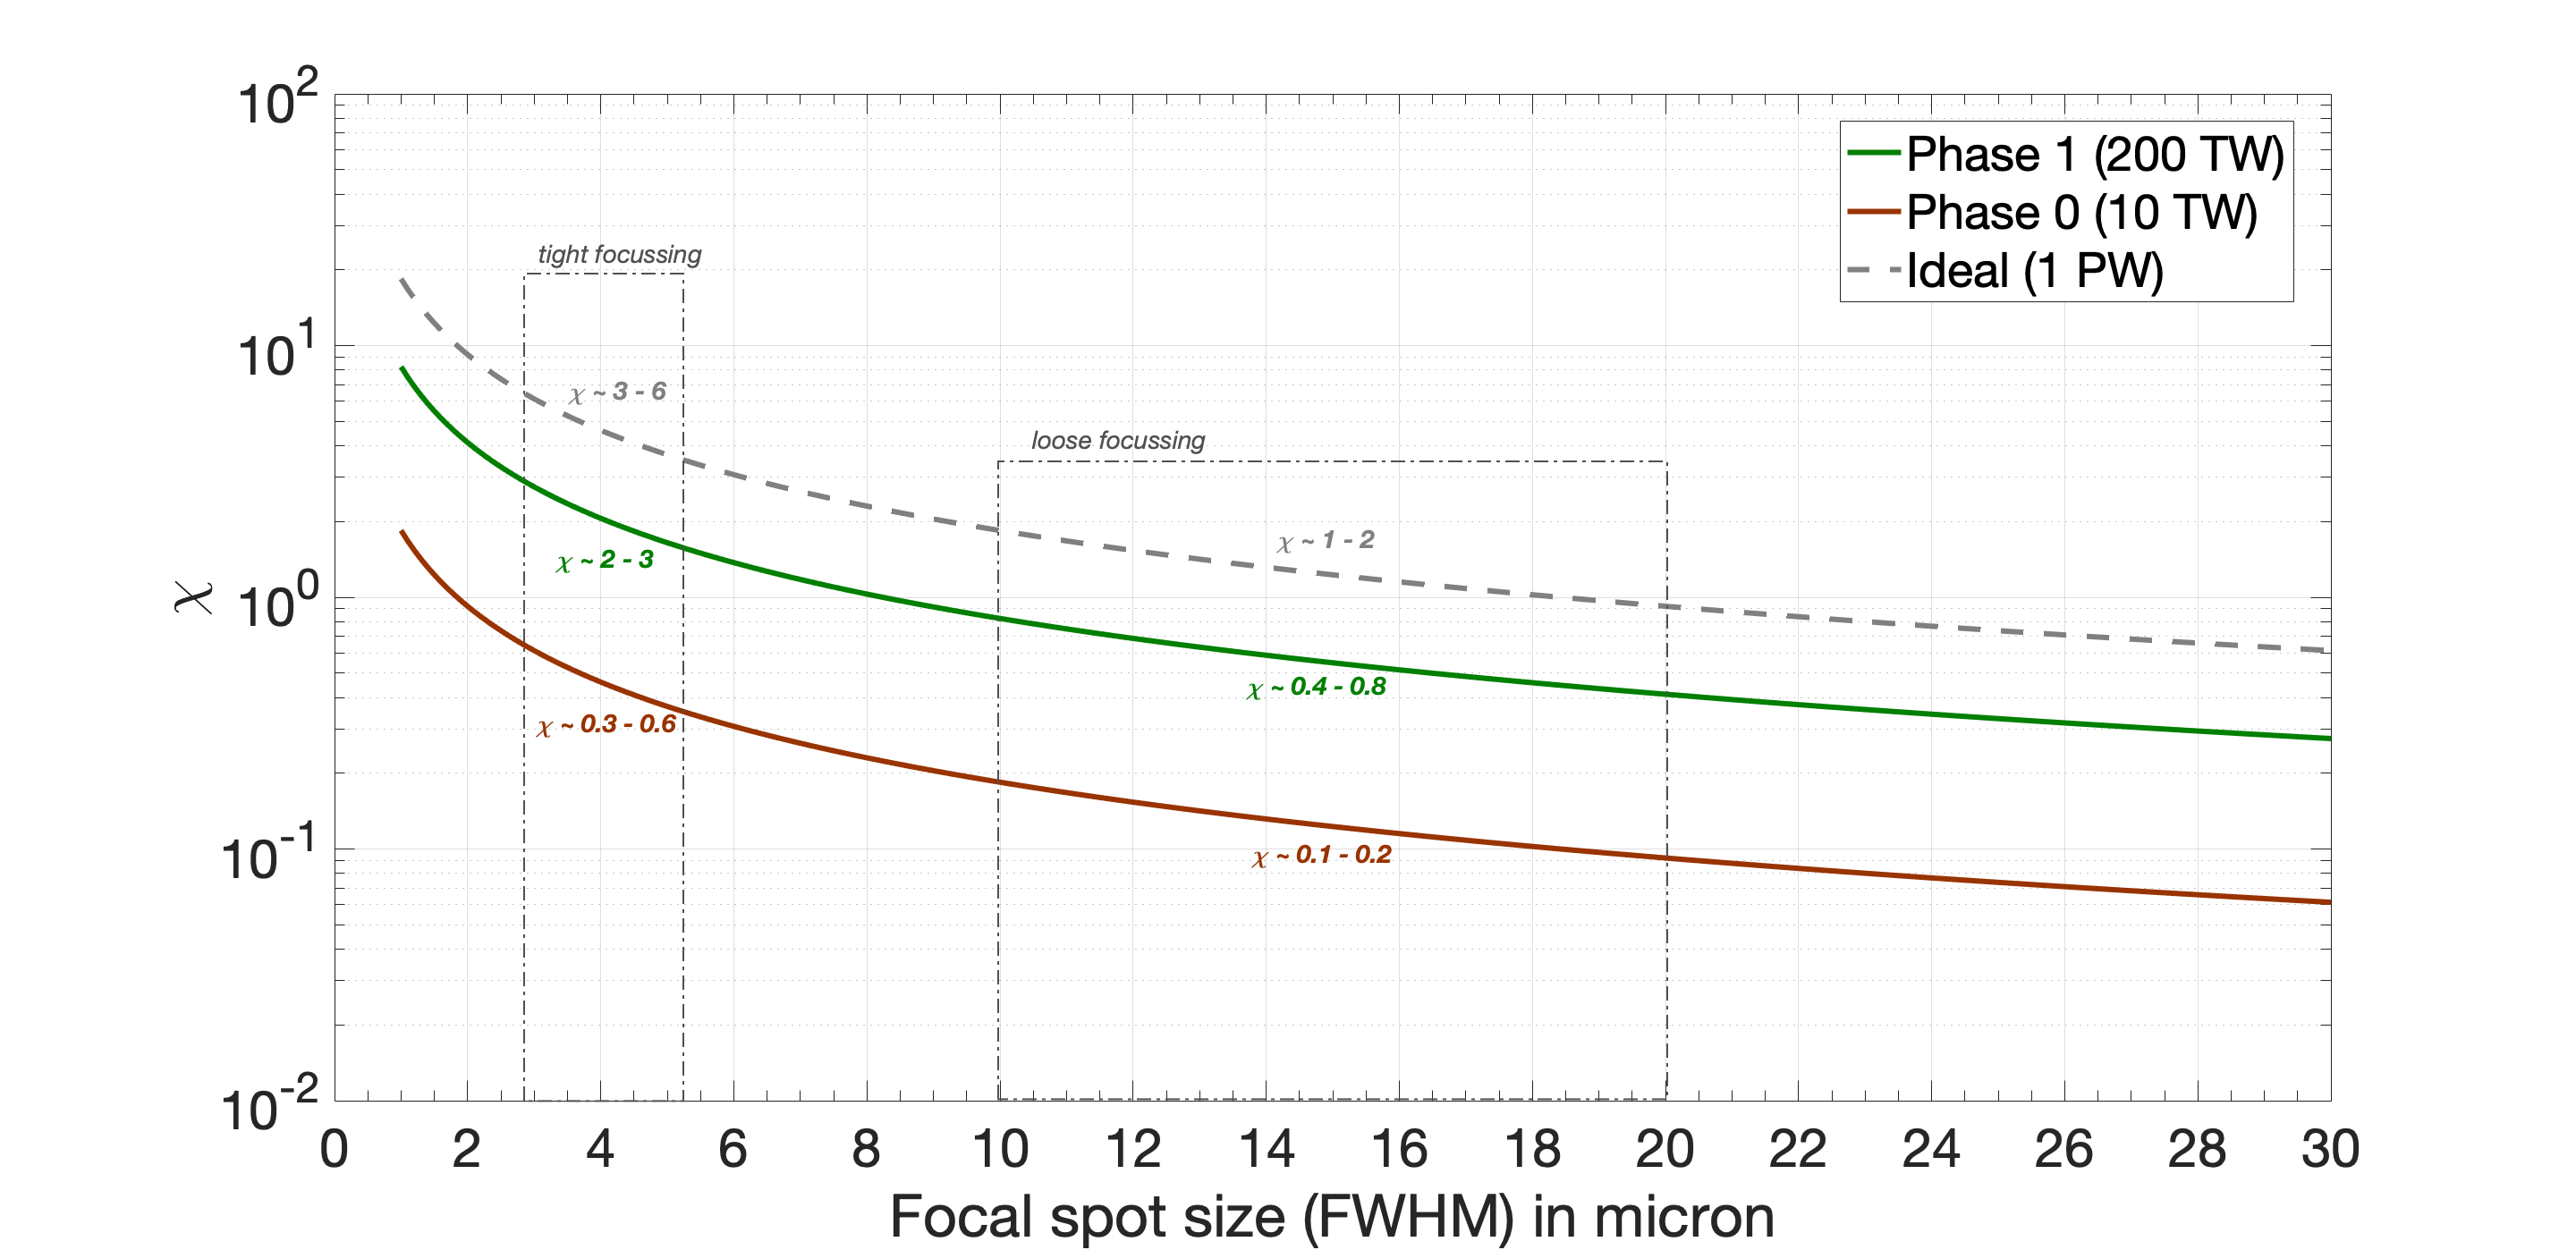 10^2
10^1
10^0
10^-1
10^-2
χ
tight focussing
χ ~ 3 - 6
χ ~ 2 - 3
χ ~ 0.3 - 0.6
loose focussing
χ ~ 1 - 2
χ ~ 0.4 - 0.8
χ ~ 0.1 - 0.2
Phase 1 (200 TW)
Phase 0 (10 TW)
Ideal (1 PW)
0 2 4 6 8 10 12 14 16 18 20 22 24 26 28 30
Focal spot size (FWHM) in micron